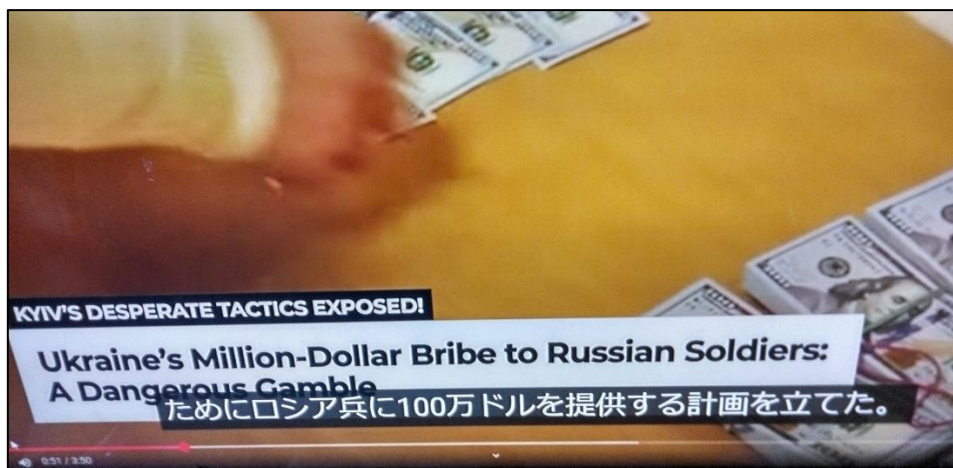 KYIV'S DESPERATE TACTICS EXPOSED!
Ukraine's Million-Dollar Bribe to Russian Soldiers:
A Dangerous Gamble
ためにロシア兵に100万ドルを提供する計画を立てた。
0:51 / 3:50